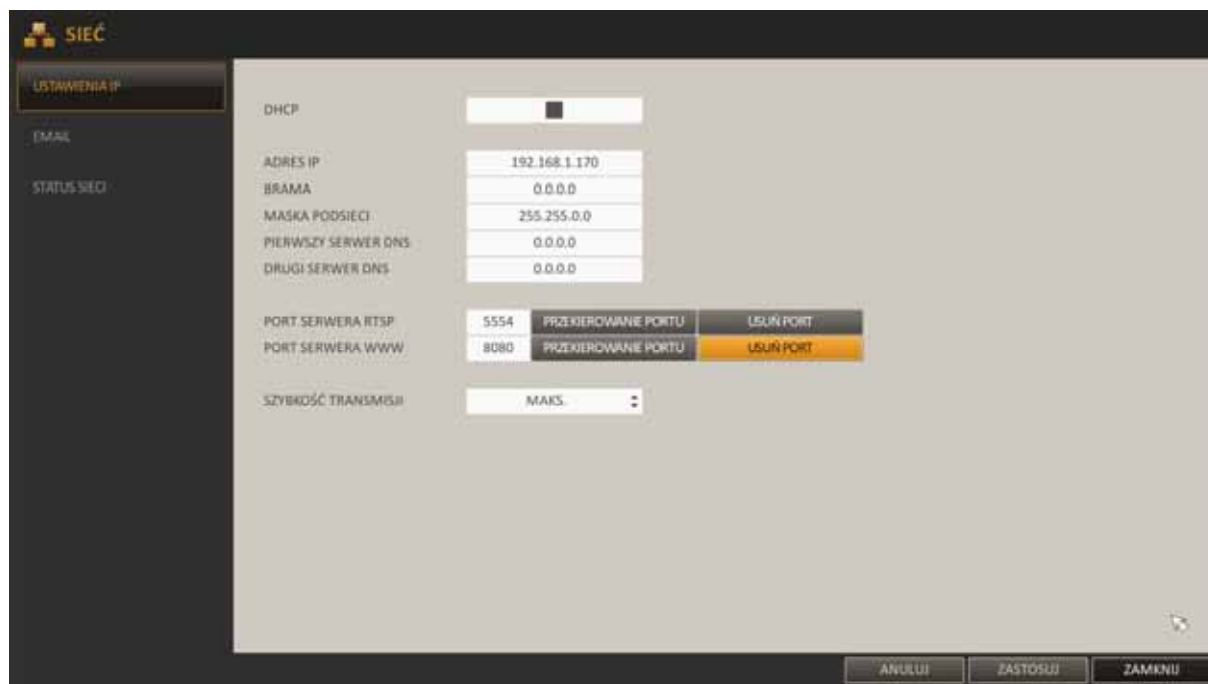 SIEĆ
USTAWIENIA IP
EMAIL
STATUS SIECI
DHCP
ADRES IP 192.168.1.170
BRAMA 0.0.0.0
MASKA PODSIECI 255.255.0.0
PIERWSZY SERWER DNS 0.0.0.0
DRUGI SERWER DNS 0.0.0.0
PORT SERWERA RTSP 5554 PRZEKIEROWANIE PORTU USUŃ PORT
PORT SERWERA WWW 8080 PRZEKIEROWANIE PORTU USUŃ PORT
SZYBKOŚĆ TRANSMISJI MAKS.
ANULUJ ZASTOSUJ ZAMKNIJ